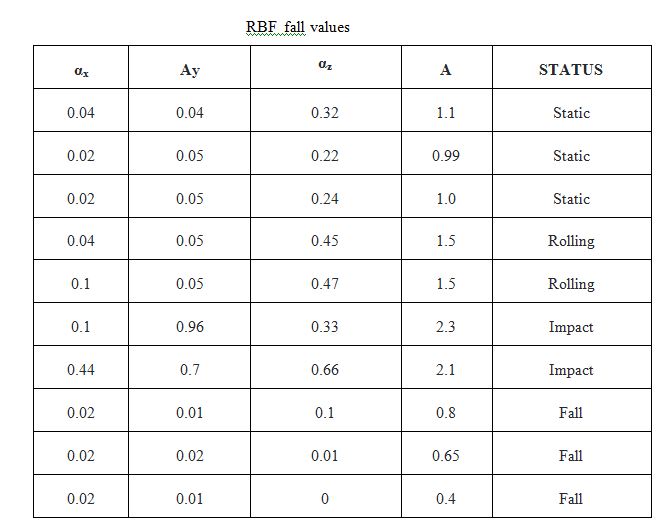 RBF fall values
αx Ay αz A STATUS
0.04 0.04 0.32 1.1 Static
0.02 0.05 0.22 0.99 Static
0.02 0.05 0.24 1.0 Static
0.04 0.05 0.45 1.5 Rolling
0.1 0.05 0.47 1.5 Rolling
0.1 0.96 0.33 2.3 Impact
0.44 0.7 0.66 2.1 Impact
0.02 0.01 0.1 0.8 Fall
0.02 0.02 0.01 0.65 Fall
0.02 0.01 0 0.4 Fall